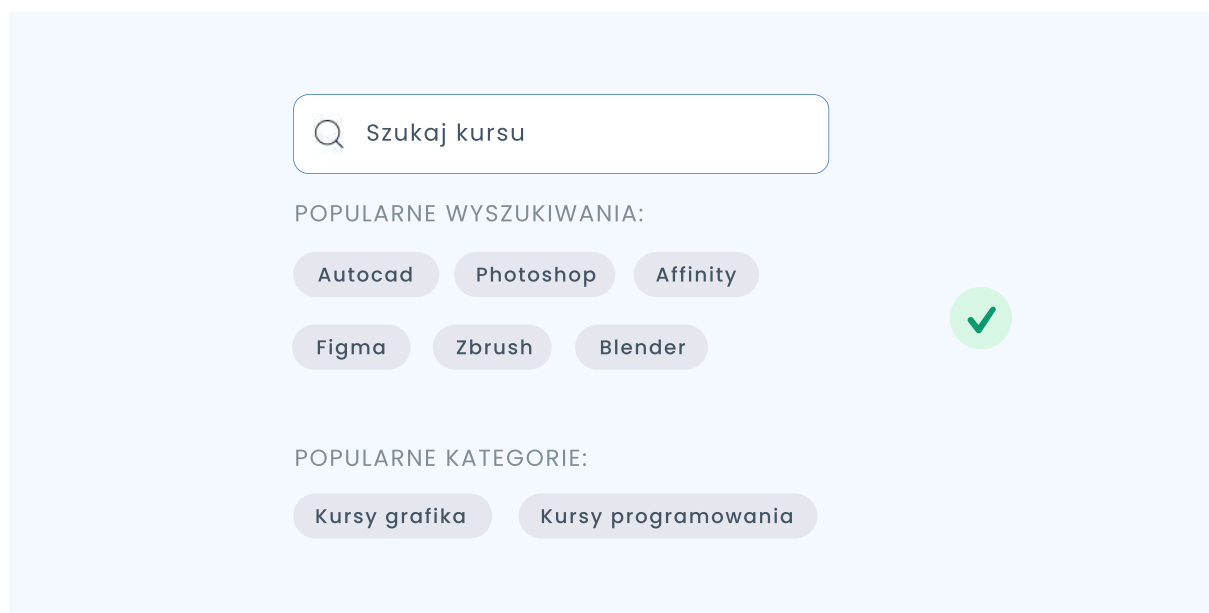 Szukaj kursu
POPULARNE WYSZUKIWANIA:
Autocad Photoshop Affinity
Figma Zbrush Blender
POPULARNE KATEGORIE:
Kursy grafika Kursy programowania